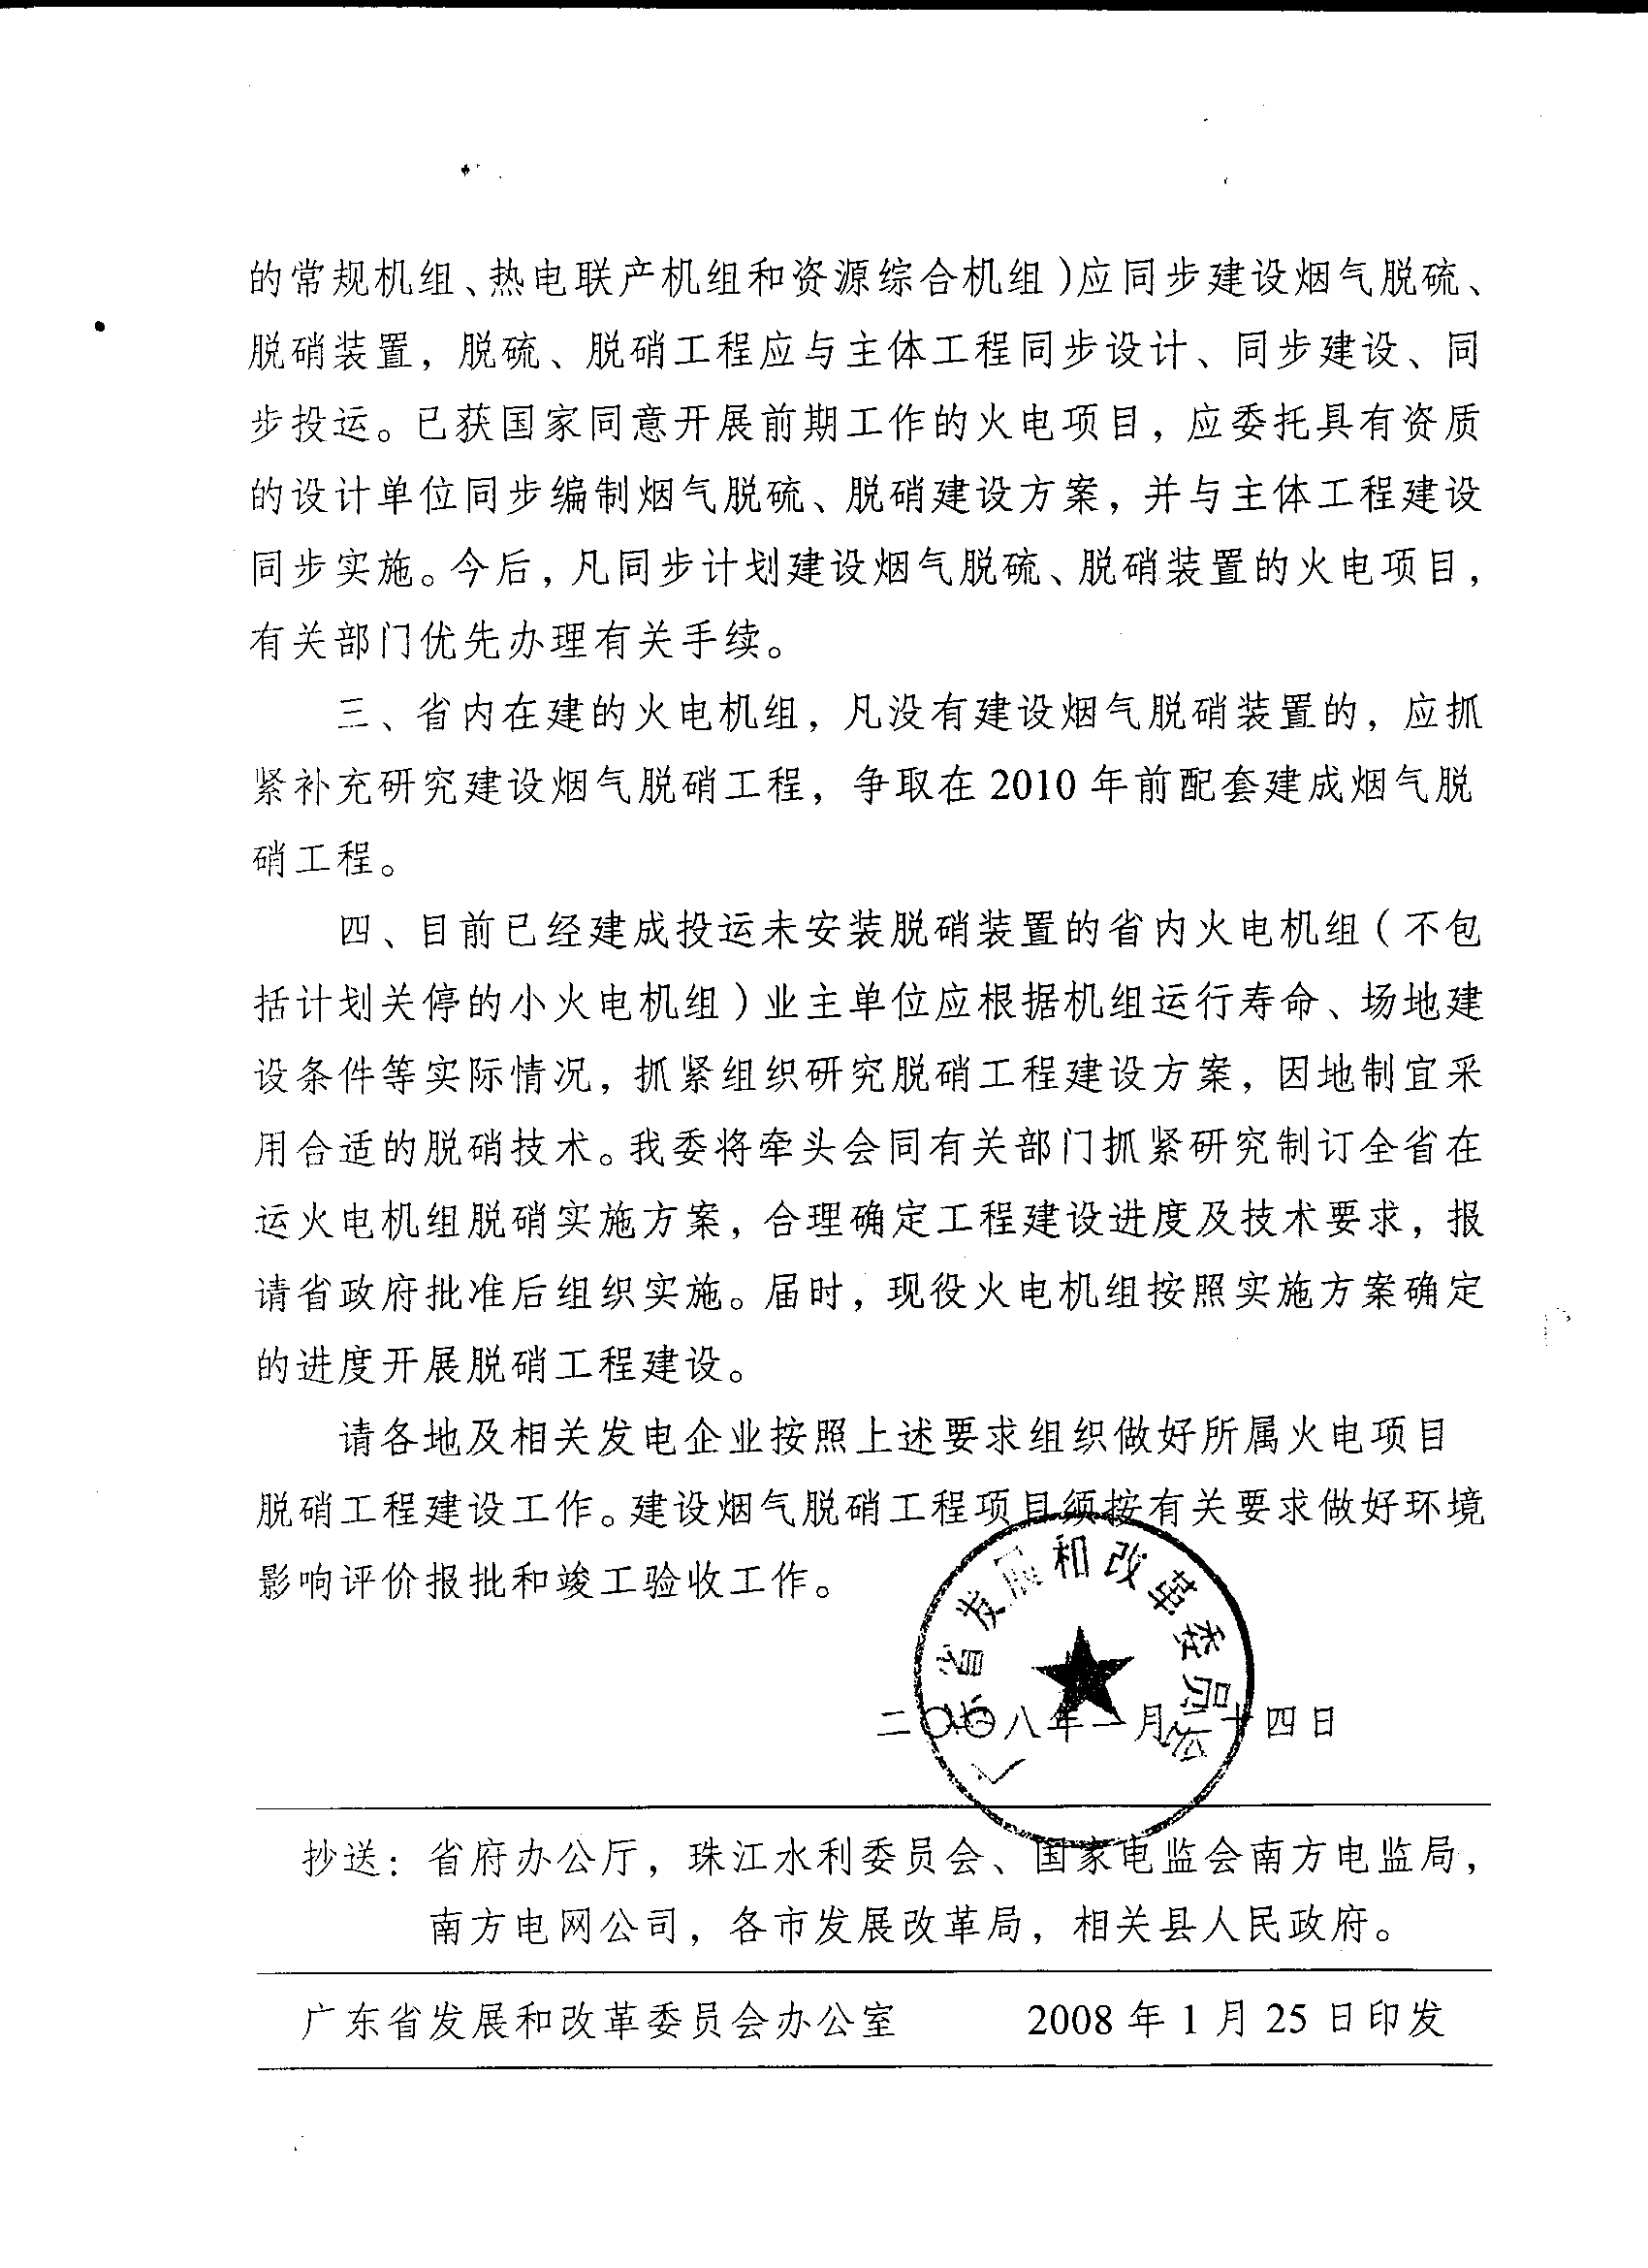 的常规机组、热电联产机组和资源综合机组）应同步建设烟气脱硫、
脱硝装置，脱硫、脱硝工程应与主体工程同步设计、同步建设、同
步投运。已获国家同意开展前期工作的火电项目，应委托具有资质
的设计单位同步编制烟气脱硫、脱硝建设方案，并与主体工程建设
同步实施。今后，凡同步计划建设烟气脱硫、脱硝装置的火电项目，
有关部门优先办理有关手续。
三、省内在建的火电机组，凡没有建设烟气脱硝装置的，应抓
紧补充研究建设烟气脱硝工程，争取在 2010 年前配套建成烟气脱
硝工程。
四、目前已经建成投运未安装脱硝装置的省内火电机组（不包
括计划关停的小火电机组）业主单位应根据机组运行寿命、场地建
设条件等实际情况，抓紧组织研究脱硝工程建设方案，因地制宜采
用合适的脱硝技术。我委将牵头会同有关部门抓紧研究制订全省在
运火电机组脱硝实施方案，合理确定工程建设进度及技术要求，报
请省政府批准后组织实施。届时，现役火电机组按照实施方案确定
的进度开展脱硝工程建设。
请各地及相关发电企业按照上述要求组织做好所属火电项目
脱硝工程建设工作。建设烟气脱硝工程项目须按有关要求做好环境
影响评价报批和竣工验收工作。
广东省发展和改革委员会
二〇〇八年一月二十四日
抄送：省府办公厅，珠江水利委员会、国家电监会南方电监局，
南方电网公司，各市发展改革局，相关县人民政府。
广东省发展和改革委员会办公室 2008 年 1 月 25 日印发